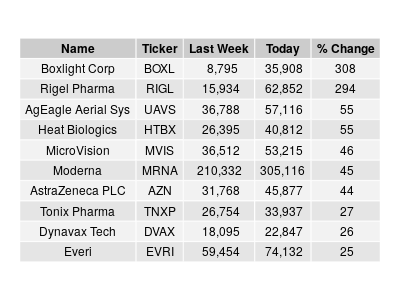 Name Ticker Last Week Today % Change
Boxlight Corp BOXL 8,795 35,908 308
Rigel Pharma RIGL 15,934 62,852 294
AgEagle Aerial Sys UAVS 36,788 57,116 55
Heat Biologics HTBX 26,395 40,812 55
MicroVision MVIS 36,512 53,215 46
Moderna MRNA 210,332 305,116 45
AstraZeneca PLC AZN 31,768 45,877 44
Tonix Pharma TNXP 26,754 33,937 27
Dynavax Tech DVAX 18,095 22,847 26
Everi EVRI 59,454 74,132 25